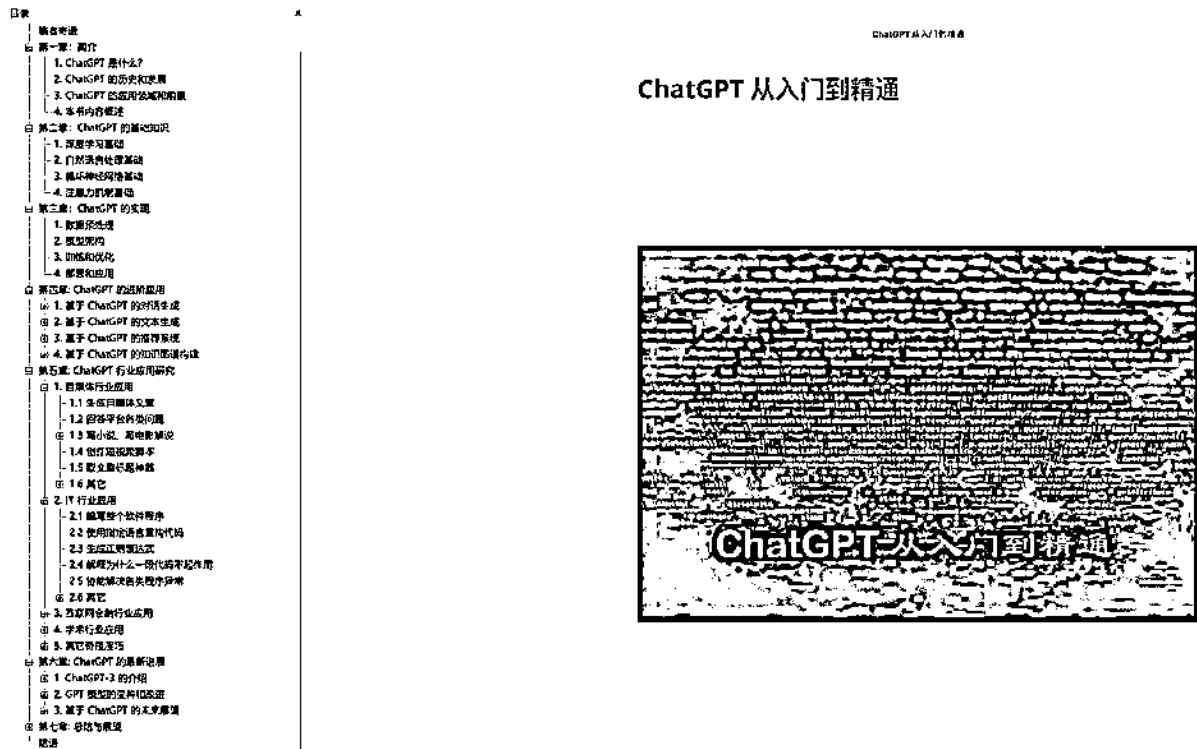 目录
编者寄语
第一章：简介
1. ChatGPT 是什么？
2. ChatGPT 的历史和发展
3. ChatGPT 的应用领域和前景
4. 本书内容概述
第二章：ChatGPT 的基础知识
1. 深度学习基础
2. 自然语言处理基础
3. 循环神经网络基础
4. 注意力机制基础
第三章：ChatGPT 的实现
1. 数据预处理
2. 模型架构
3. 训练和优化
4. 部署和应用
第四章: ChatGPT 的进阶应用
1. 基于 ChatGPT 的对话生成
2. 基于 ChatGPT 的文本生成
3. 基于 ChatGPT 的推荐系统
4. 基于 ChatGPT 的知识图谱构建
第五章: ChatGPT 行业应用研究
1. 自媒体行业应用
1.1 生成自媒体文章
1.2 回答平台各类问题
1.3 写小说、写电影解说
1.4 创作短视频脚本
1.5 取文章标题神器
1.6 其它
2. IT 行业应用
2.1 编写整个软件程序
2.2 使用指定语言重构代码
2.3 生成正则表达式
2.4 解释为什么一段代码不起作用
2.5 协助解决各类程序异常
2.6 其它
3. 互联网金融行业应用
4. 学术行业应用
5. 其它奇技淫巧
第六章: ChatGPT 的最新进展
1. ChatGPT-3 的介绍
2. GPT 模型的变种和改进
3. 基于 ChatGPT 的未来展望
第七章: 总结与展望
结语
ChatGPT 从入门到精通
ChatGPT 从入门到精通
ChatGPT 从入门到精通